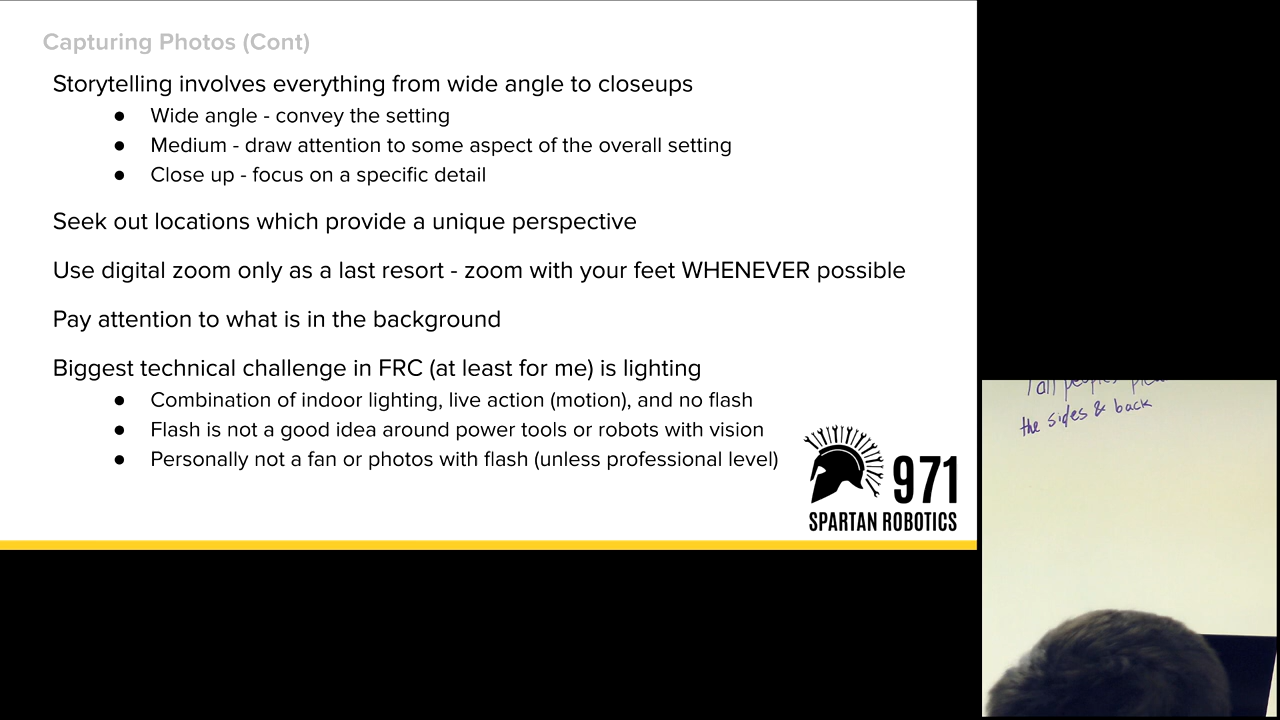 Capturing Photos (Cont)
Storytelling involves everything from wide angle to closeups
● Wide angle - convey the setting
● Medium - draw attention to some aspect of the overall setting
● Close up - focus on a specific detail
Seek out locations which provide a unique perspective
Use digital zoom only as a last resort - zoom with your feet WHENEVER possible
Pay attention to what is in the background
Biggest technical challenge in FRC (at least for me) is lighting
● Combination of indoor lighting, live action (motion), and no flash
● Flash is not a good idea around power tools or robots with vision
● Personally not a fan or photos with flash (unless professional level)
971
SPARTAN ROBOTICS
the sides & back